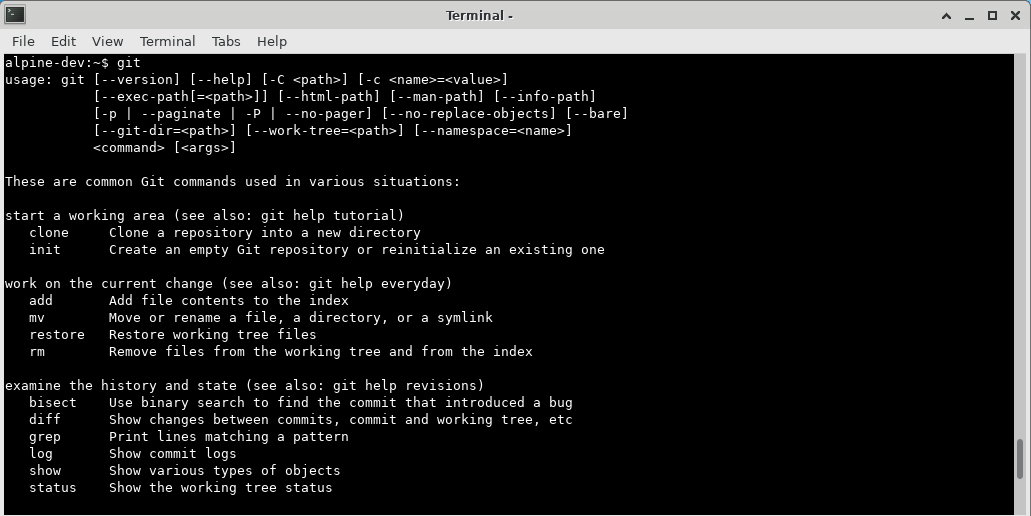 Terminal -
File Edit View Terminal Tabs Help
alpine-dev:~$ git
usage: git [--version] [--help] [-C <path>] [-c <name>=<value>]
           [--exec-path[=<path>]] [--html-path] [--man-path] [--info-path]
           [-p | --paginate | -P | --no-pager] [--no-replace-objects] [--bare]
           [--git-dir=<path>] [--work-tree=<path>] [--namespace=<name>]
           <command> [<args>]

These are common Git commands used in various situations:

start a working area (see also: git help tutorial)
   clone     Clone a repository into a new directory
   init      Create an empty Git repository or reinitialize an existing one

work on the current change (see also: git help everyday)
   add       Add file contents to the index
   mv        Move or rename a file, a directory, or a symlink
   restore   Restore working tree files
   rm        Remove files from the working tree and from the index

examine the history and state (see also: git help revisions)
   bisect    Use binary search to find the commit that introduced a bug
   diff      Show changes between commits, commit and working tree, etc
   grep      Print lines matching a pattern
   log       Show commit logs
   show      Show various types of objects
   status    Show the working tree status